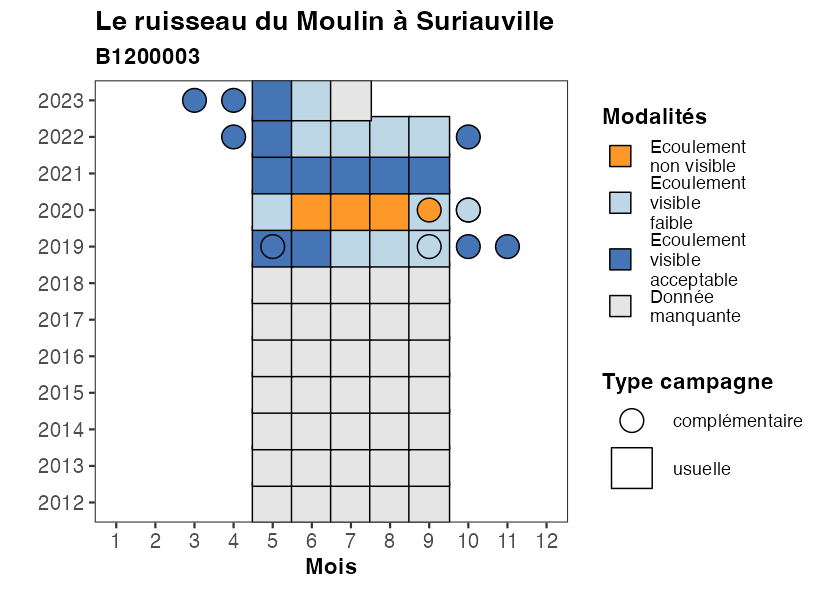 Le ruisseau du Moulin à Suriauville
B1200003
2023
2022
2021
2020
2019
2018
2017
2016
2015
2014
2013
2012
1 2 3 4 5 6 7 8 9 10 11 12
Mois
Modalités
Ecoulement
non visible
Ecoulement
visible
faible
Ecoulement
visible
acceptable
Donnée
manquante
Type campagne
complémentaire
usuelle